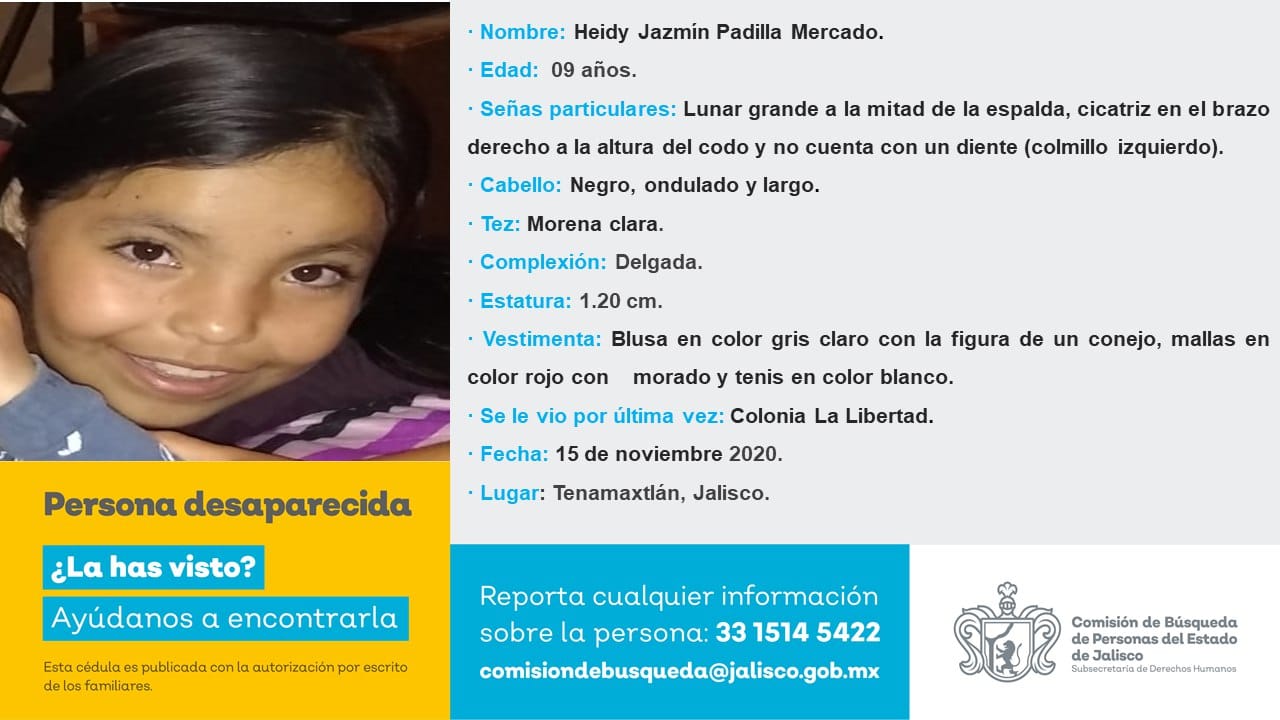 · Nombre: Heidy Jazmín Padilla Mercado.
· Edad: 09 años.
· Señas particulares: Lunar grande a la mitad de la espalda, cicatriz en el brazo
derecho a la altura del codo y no cuenta con un diente (colmillo izquierdo).
· Cabello: Negro, ondulado y largo.
· Tez: Morena clara.
· Complexión: Delgada.
· Estatura: 1.20 cm.
· Vestimenta: Blusa en color gris claro con la figura de un conejo, mallas en
color rojo con morado y tenis en color blanco.
· Se le vio por última vez: Colonia La Libertad.
· Fecha: 15 de noviembre 2020.
· Lugar: Tenamaxtlán, Jalisco.
Persona desaparecida
¿La has visto?
Ayúdanos a encontrarla
Esta cédula es publicada con la autorización por escrito
de los familiares.
Reporta cualquier información
sobre la persona: 33 1514 5422
comisiondebusqueda@jalisco.gob.mx
Comisión de Búsqueda
de Personas del Estado
de Jalisco
Subsecretaría de Derechos Humanos